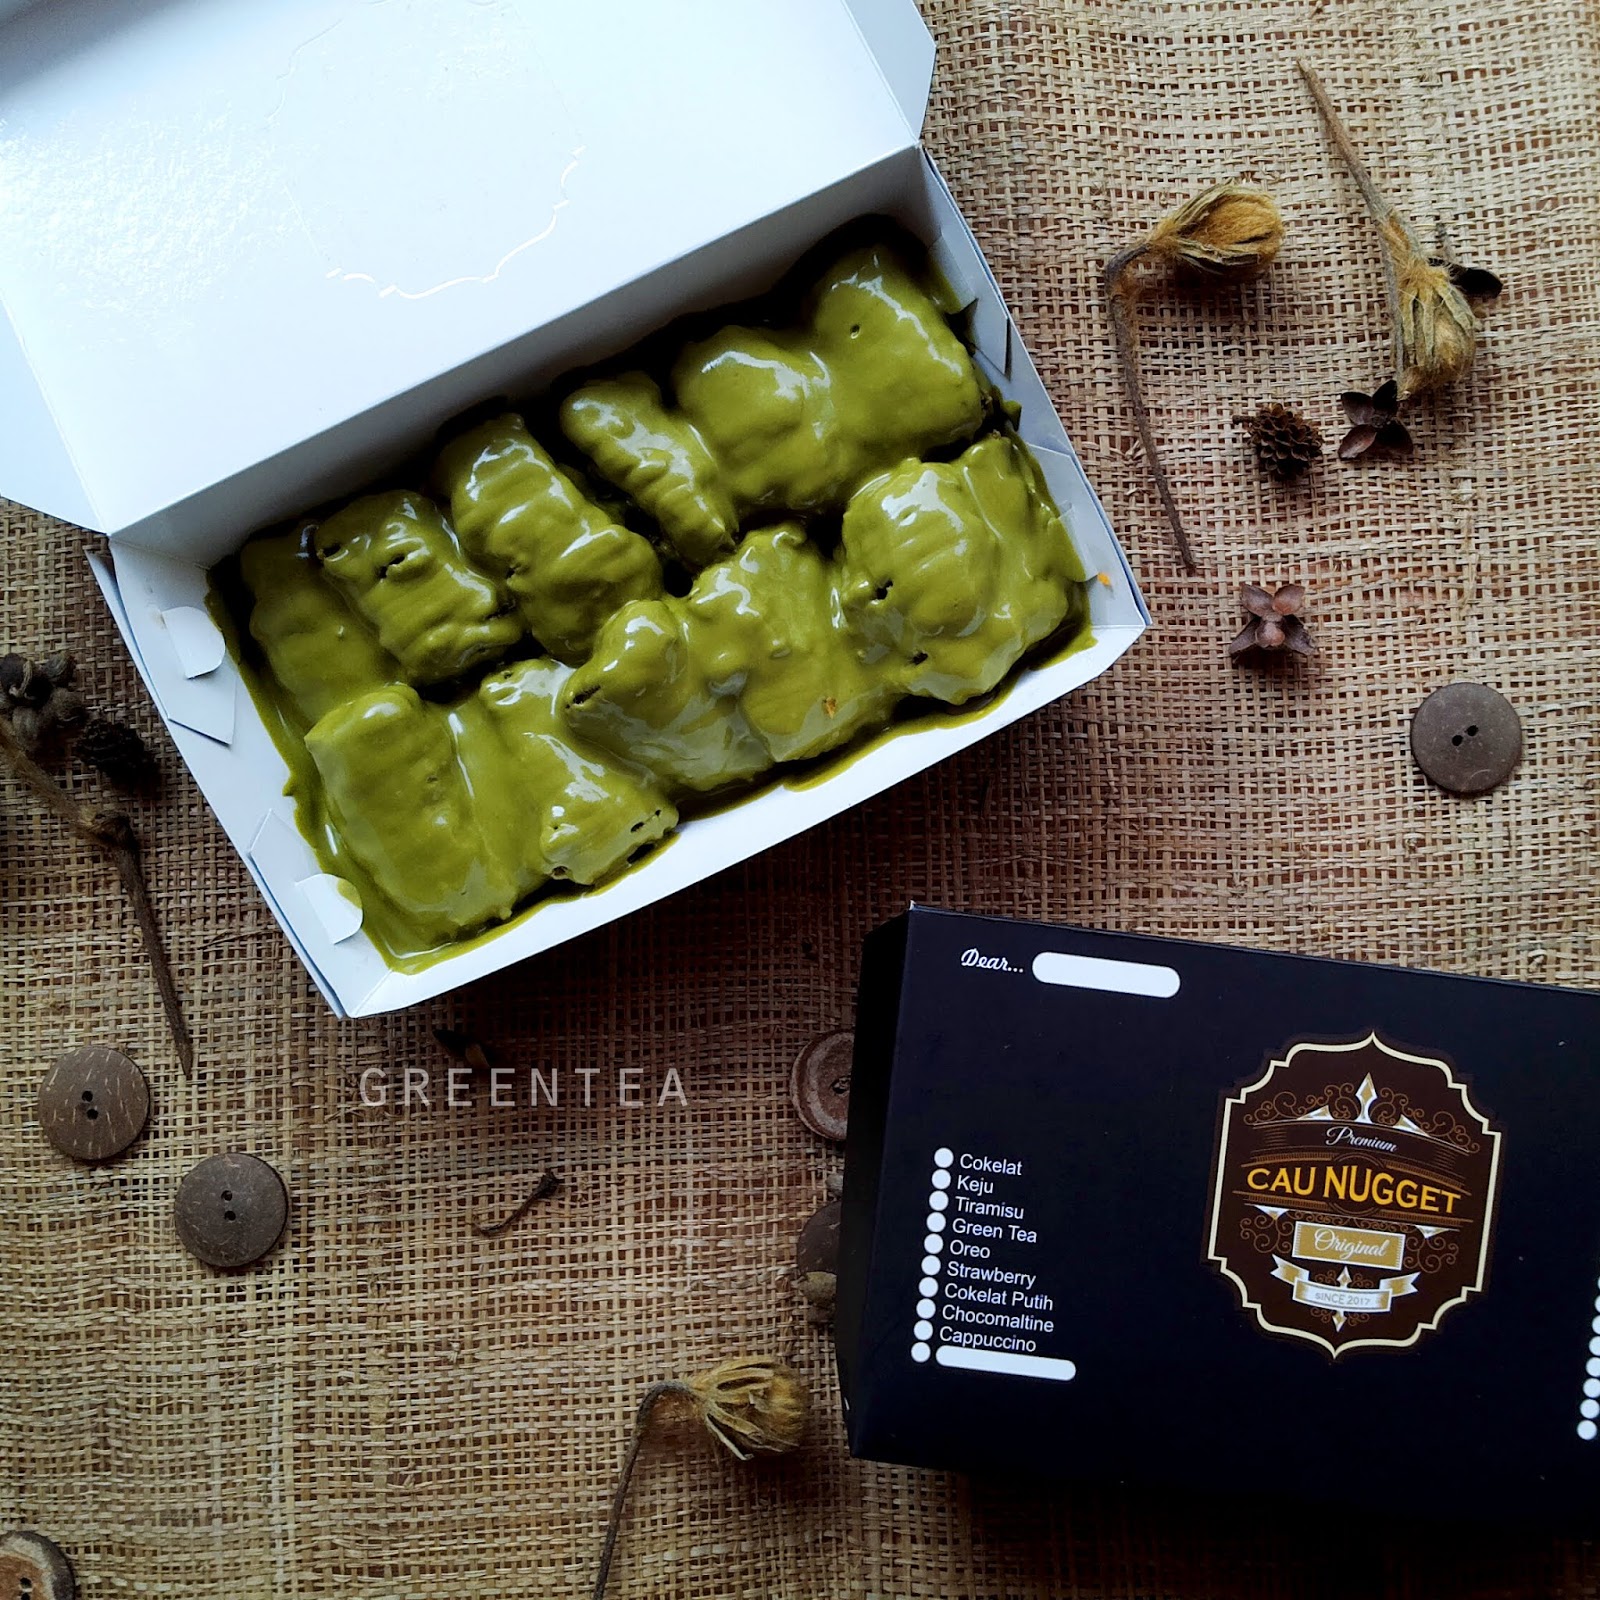 GREENTEA
Dear...
Cokelat
Keju
Tiramisu
Green Tea
Oreo
Strawberry
Cokelat Putih
Chocomaltine
Cappuccino
Premium
CAU NUGGET
Original
SINCE 2017